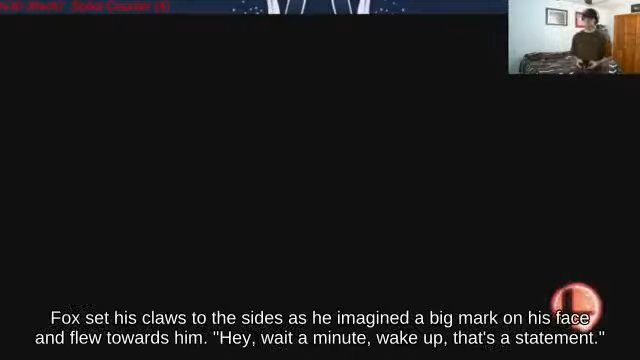 Fox set his claws to the sides as he imagined a big mark on his face
and flew towards him. "Hey, wait a minute, wake up, that's a statement."